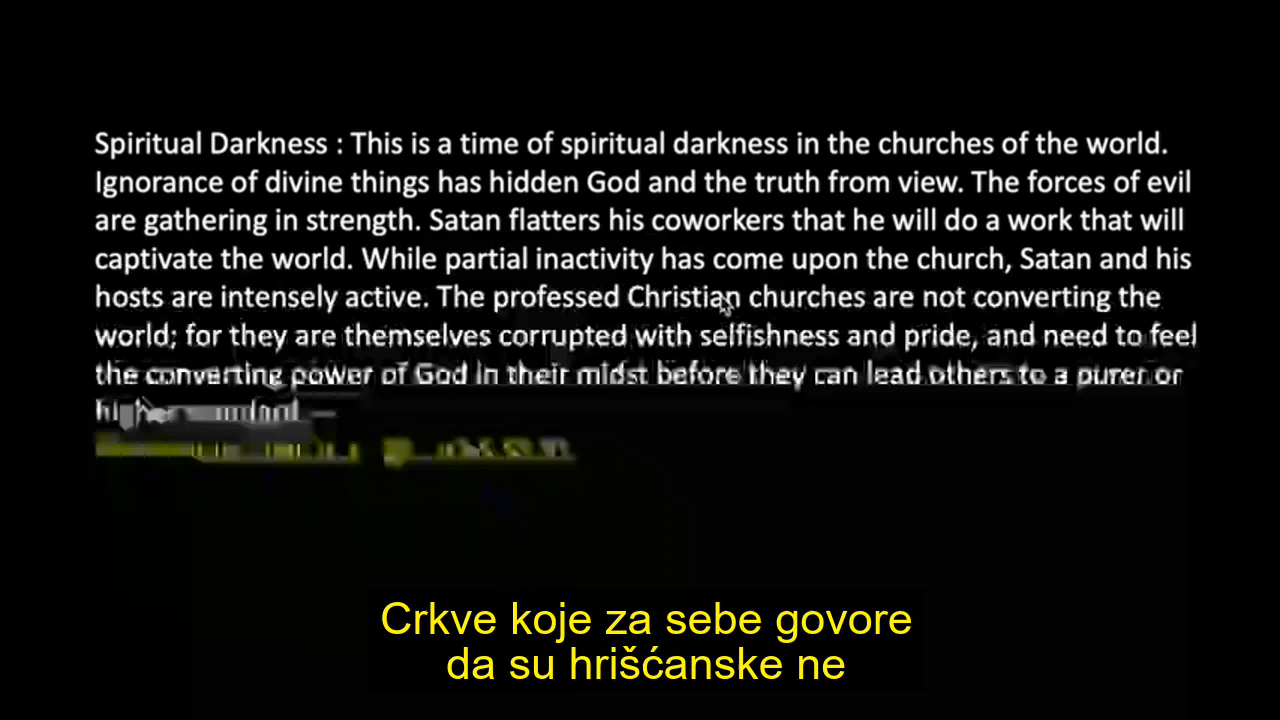 Spiritual Darkness : This is a time of spiritual darkness in the churches of the world.
Ignorance of divine things has hidden God and the truth from view. The forces of evil
are gathering in strength. Satan flatters his coworkers that he will do a work that will
captivate the world. While partial inactivity has come upon the church, Satan and his
hosts are intensely active. The professed Christian churches are not converting the
world; for they are themselves corrupted with selfishness and pride, and need to feel
the converting power of God in their midst before they can lead others to a purer or
Crkve koje za sebe govore
da su hrišćanske ne